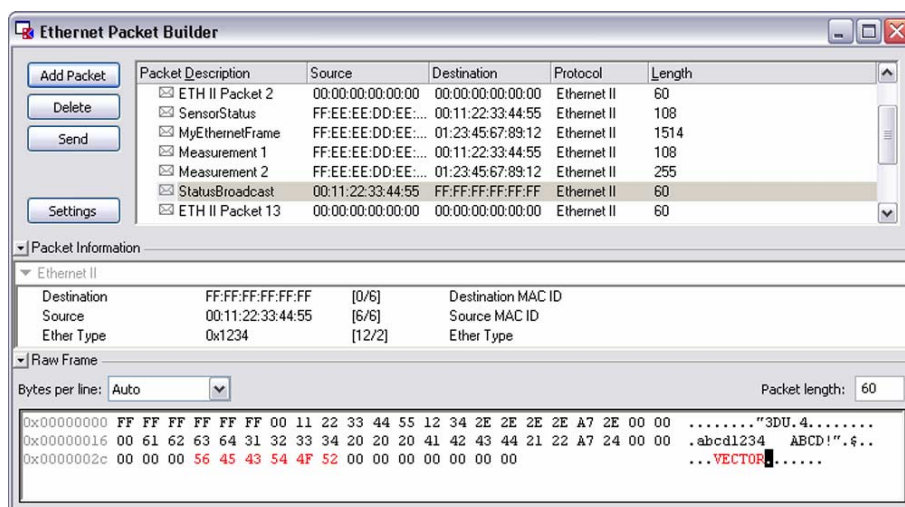 Ethernet Packet Builder
Add Packet
Delete
Send
Settings
Packet Description Source Destination Protocol Length
ETH II Packet 2 00:00:00:00:00:00 00:00:00:00:00:00 Ethernet II 60
SensorStatus FF:EE:EE:DD:EE:... 00:11:22:33:44:55 Ethernet II 108
MyEthernetFrame FF:EE:EE:DD:EE:... 01:23:45:67:89:12 Ethernet II 1514
Measurement 1 FF:EE:EE:DD:EE:... 00:11:22:33:44:55 Ethernet II 108
Measurement 2 FF:EE:EE:DD:EE:... 01:23:45:67:89:12 Ethernet II 255
StatusBroadcast 00:11:22:33:44:55 FF:FF:FF:FF:FF:FF Ethernet II 60
ETH II Packet 13 00:00:00:00:00:00 00:00:00:00:00:00 Ethernet II 60
Packet Information
Ethernet II
Destination FF:FF:FF:FF:FF:FF [0/6] Destination MAC ID
Source 00:11:22:33:44:55 [6/6] Source MAC ID
Ether Type 0x1234 [12/2] Ether Type
Raw Frame
Bytes per line: Auto Packet length: 60
0x00000000 FF FF FF FF FF FF 00 11 22 33 44 55 12 34 2E 2E 2E 2E A7 2E 00 00 ........"3DU.4........
0x00000016 00 61 62 63 64 31 32 33 34 20 20 20 41 42 43 44 21 22 A7 24 00 00 .abcd1234   ABCD!".$..
0x0000002c 00 00 00 56 45 43 54 4F 52 00 00 00 00 00 00 00 ...VECTOR.......